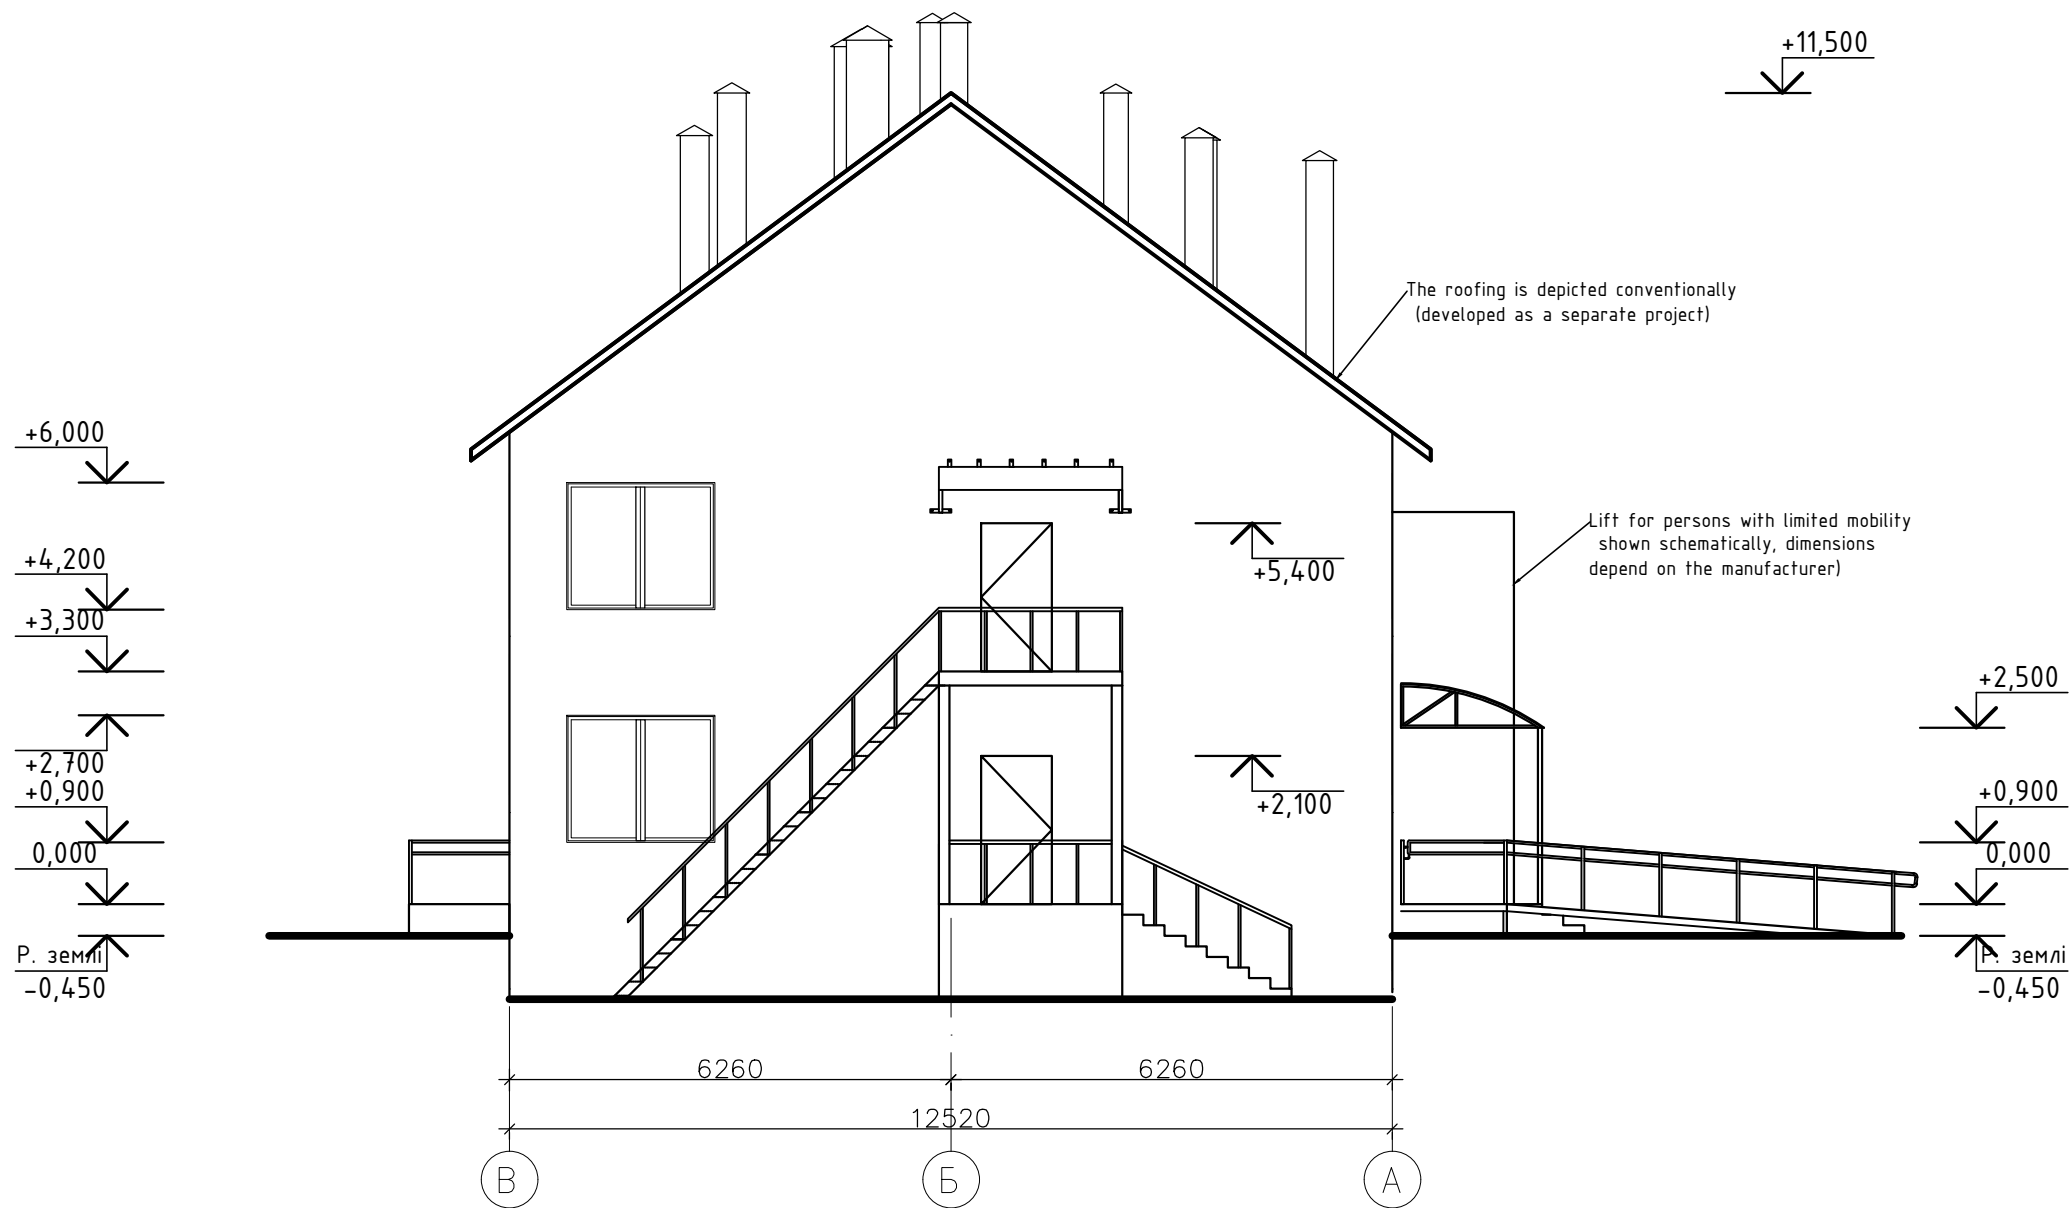 +11,500
The roofing is depicted conventionally
(developed as a separate project)
+6,000
Lift for persons with limited mobility
shown schematically, dimensions
depend on the manufacturer)
+4,200
+5,400
+3,300
+2,500
+2,700
+0,900
+2,100
+0,900
0,000
0,000
Р. землі
-0,450
Р. землі
-0,450
6260
6260
12520
В
Б
А